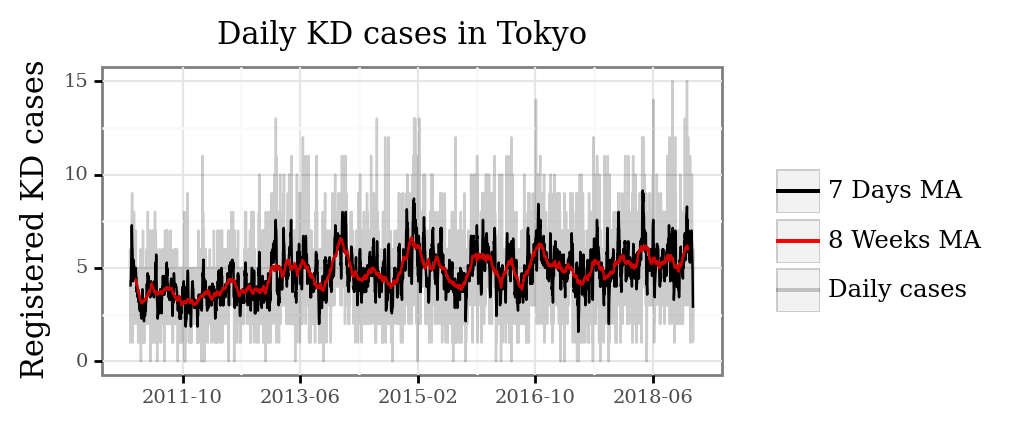 Daily KD cases in Tokyo
Registered KD cases
15
10
5
0
2011-10 2013-06 2015-02 2016-10 2018-06
7 Days MA
8 Weeks MA
Daily cases